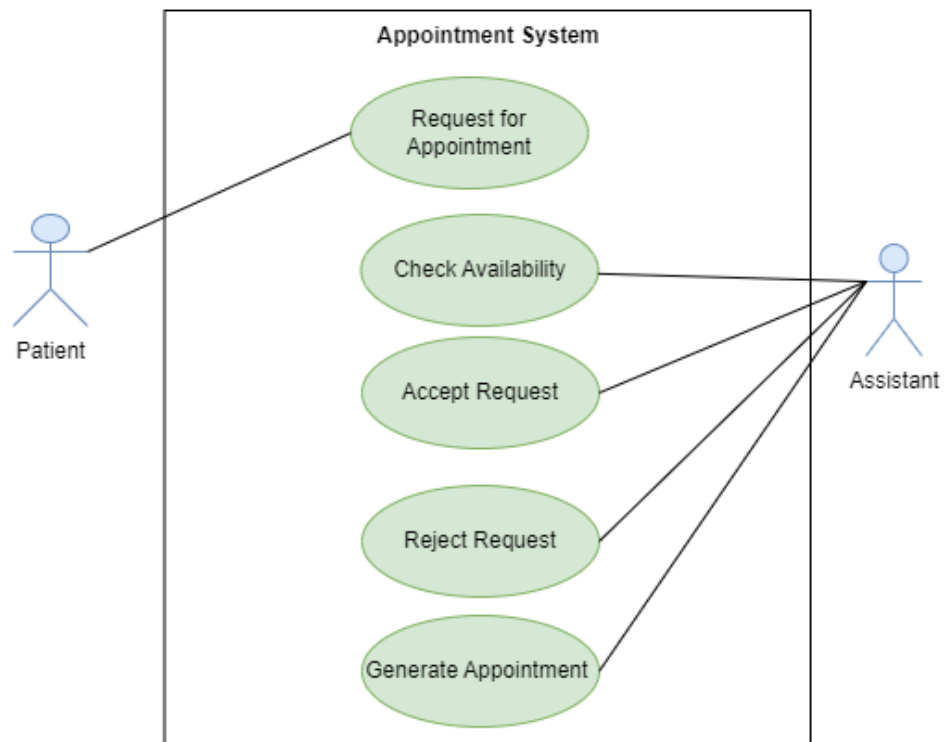 Appointment System
Request for
Appointment
Check Availability
Patient
Assistant
Accept Request
Reject Request
Generate Appointment